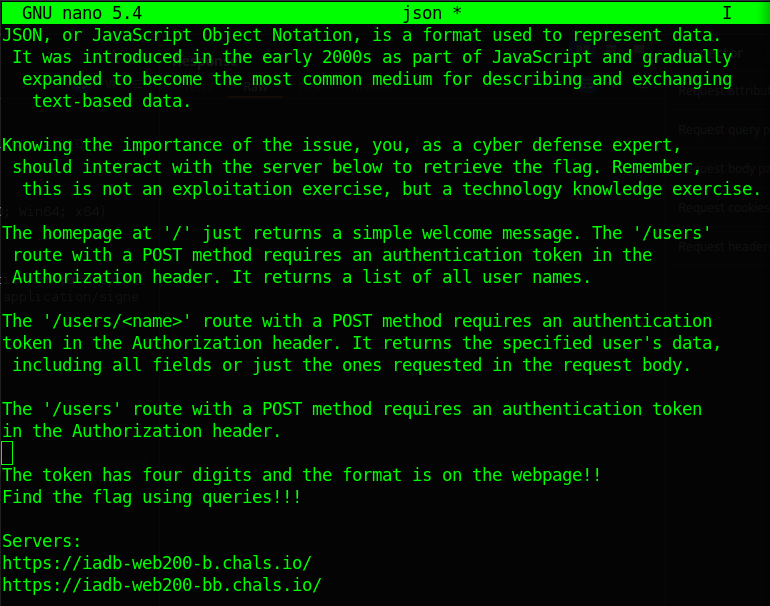 GNU nano 5.4 json * I
JSON, or JavaScript Object Notation, is a format used to represent data.
It was introduced in the early 2000s as part of JavaScript and gradually
expanded to become the most common medium for describing and exchanging
text-based data.
Knowing the importance of the issue, you, as a cyber defense expert,
should interact with the server below to retrieve the flag. Remember,
this is not an exploitation exercise, but a technology knowledge exercise.
The homepage at '/' just returns a simple welcome message. The '/users'
route with a POST method requires an authentication token in the
Authorization header. It returns a list of all user names.
The '/users/<name>' route with a POST method requires an authentication
token in the Authorization header. It returns the specified user's data,
including all fields or just the ones requested in the request body.
The '/users' route with a POST method requires an authentication token
in the Authorization header.
The token has four digits and the format is on the webpage!!
Find the flag using queries!!!
Servers:
https://iadb-web200-b.chals.io/
https://iadb-web200-bb.chals.io/